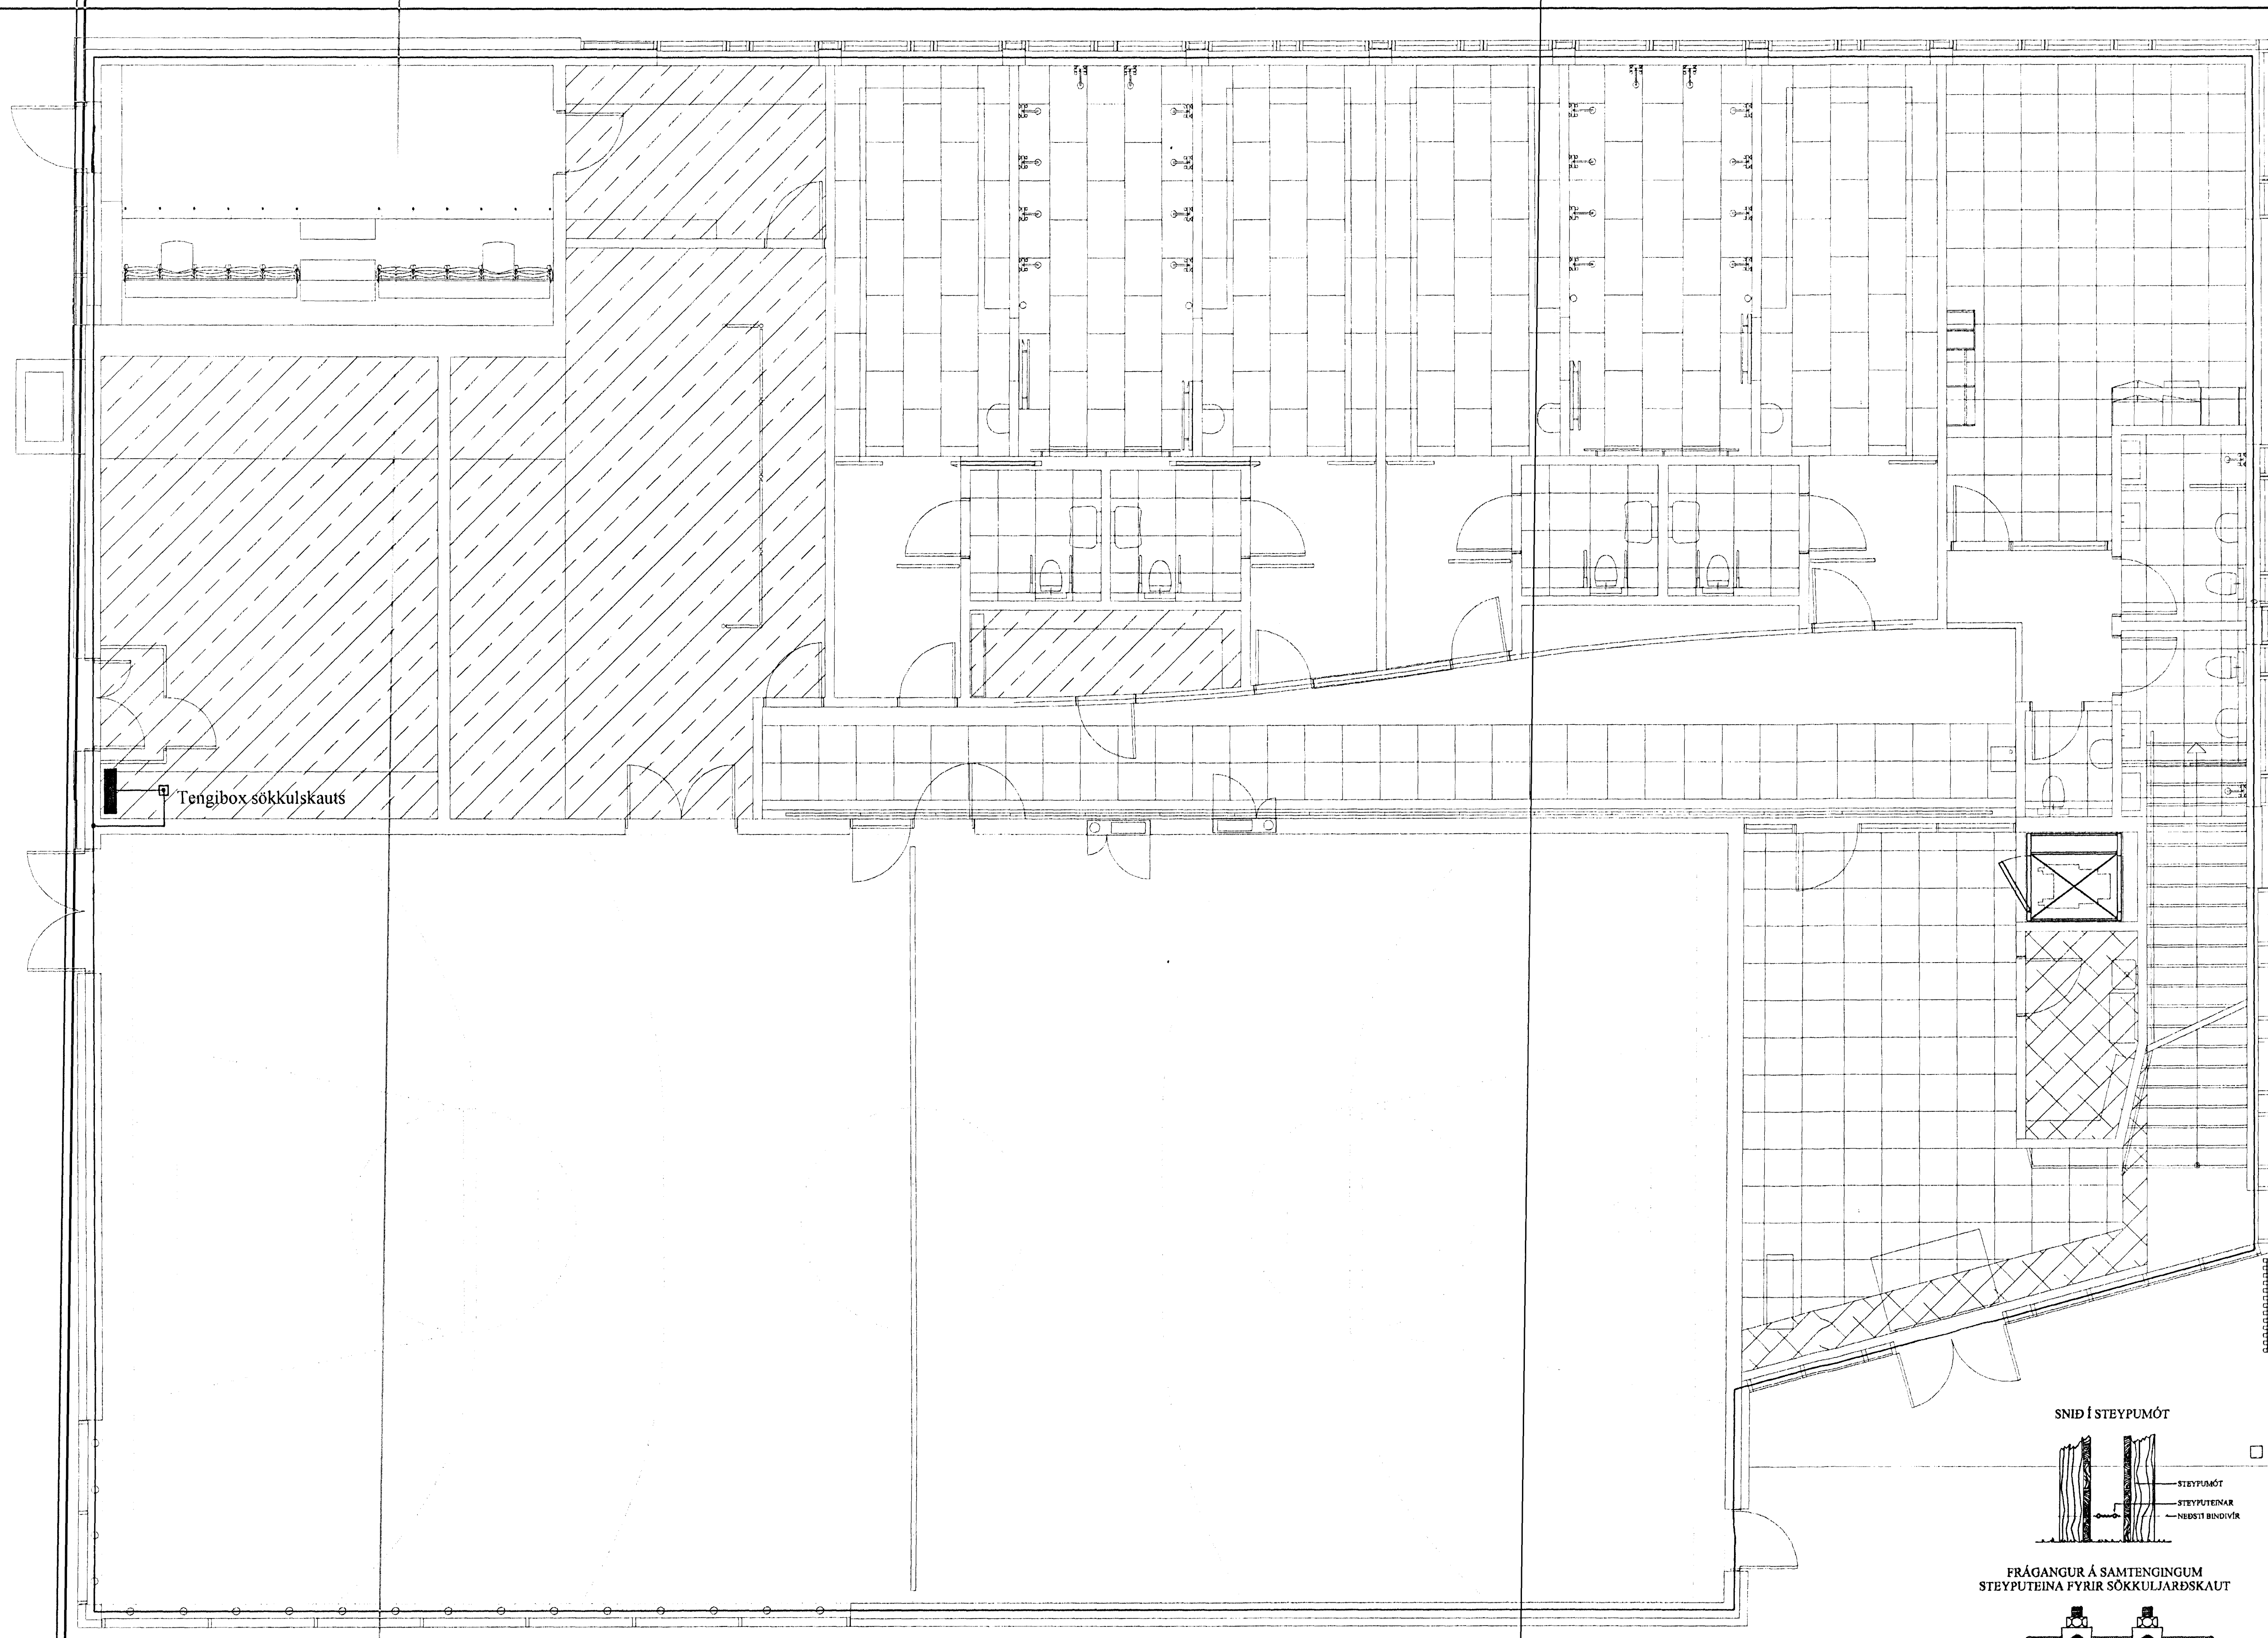 Tengibox sökkulskauts
SNIÐ Í STEYPUMÓT
STEYPUMÓT
STEYPUTEINAR
NEÐSTI BINDIVÍR
FRÁGANGUR Á SAMTENGINGUM
STEYPUTEINA FYRIR SÖKKULJARÐSKAUT